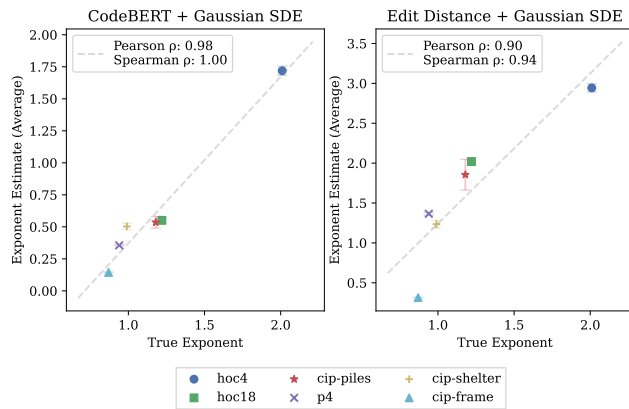 CodeBERT + Gaussian SDE
Pearson ρ: 0.98
Spearman ρ: 1.00
2.00
1.75
1.50
1.25
1.00
0.75
0.50
0.25
0.00
Exponent Estimate (Average)
1.0
1.5
2.0
True Exponent
Edit Distance + Gaussian SDE
Pearson ρ: 0.90
Spearman ρ: 0.94
3.5
3.0
2.5
2.0
1.5
1.0
0.5
Exponent Estimate (Average)
1.0
1.5
2.0
True Exponent
hoc4
cip-piles
cip-shelter
hoc18
p4
cip-frame